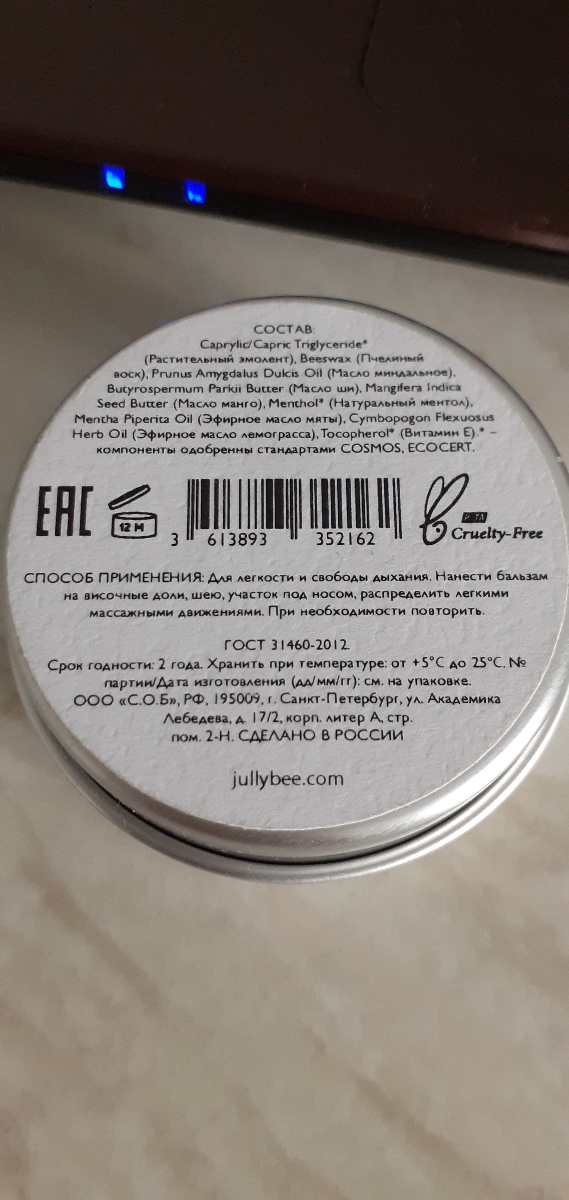 СОСТАВ:
Caprylic/Capric Triglyceride*
(Растительный эмолент), Beeswax (Пчелиный
воск), Prunus Amygdalus Dulcis Oil (Масло миндальное),
Butyrospermum Parkii Butter (Масло ши), Mangifera Indica
Seed Butter (Масло манго), Menthol* (Натуральный ментол),
Mentha Piperita Oil (Эфирное масло мяты), Cymbopogon Flexuosus
Herb Oil (Эфирное масло лемограсса), Tocopherol* (Витамин Е).* –
компоненты одобренны стандартами COSMOS, ECOCERT.
EAC
12 M
3 613893 352162
Cruelty-Free
СПОСОБ ПРИМЕНЕНИЯ: Для легкости и свободы дыхания. Нанести бальзам
на височные доли, шею, участок под носом, распределить легкими
массажными движениями. При необходимости повторить.
ГОСТ 31460-2012
Срок годности: 2 года. Хранить при температуре: от +5°С до 25°С. №
партии/Дата изготовления (дд/мм/гг): см. на упаковке.
ООО «С.О.Б», РФ, 195009, г. Санкт-Петербург, ул. Академика
Лебедева, д. 17/2, корп. литер А, стр.
пом. 2-Н. СДЕЛАНО В РОССИИ
jullybee.com